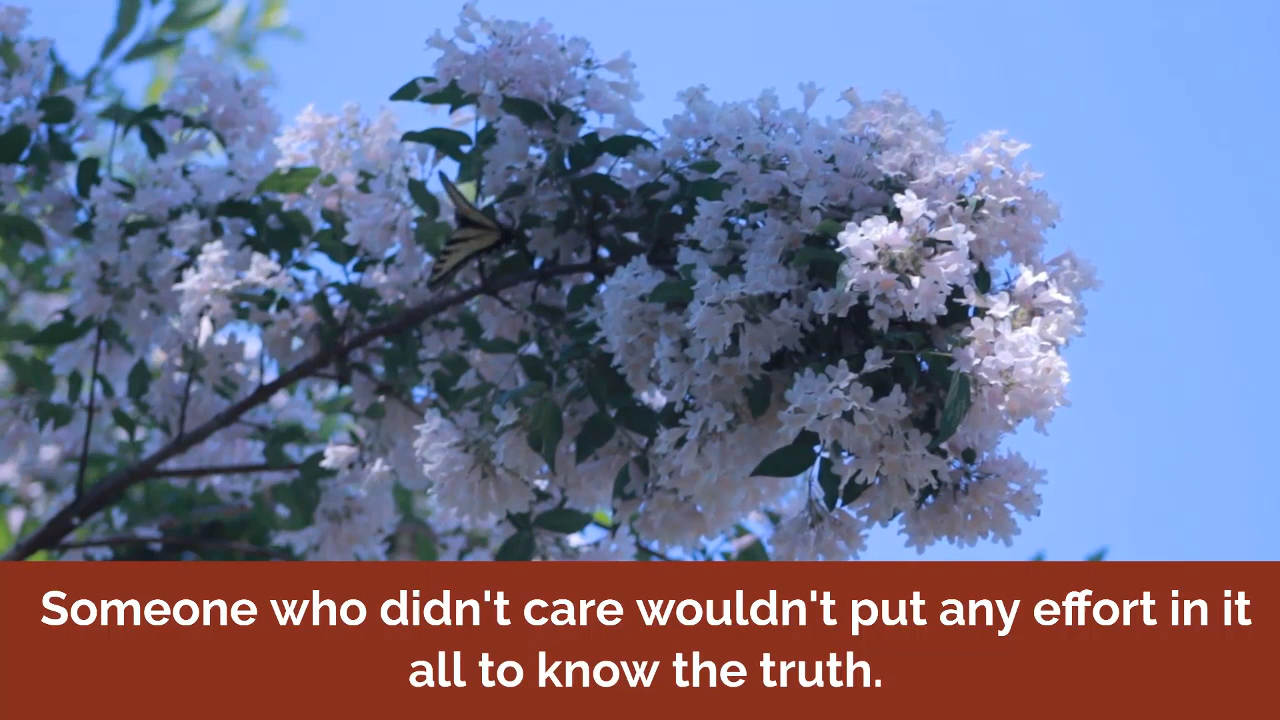 Someone who didn't care wouldn't put any effort in it
all to know the truth.